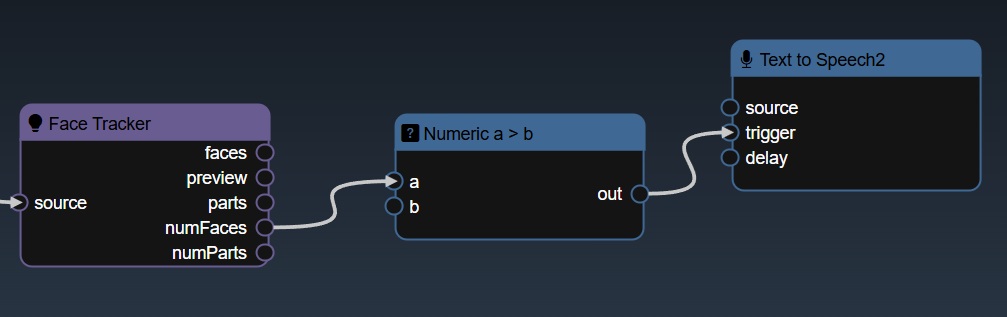 Face Tracker
faces
preview
source
parts
numFaces
numParts
? Numeric a > b
a
b
out
Text to Speech2
source
trigger
delay